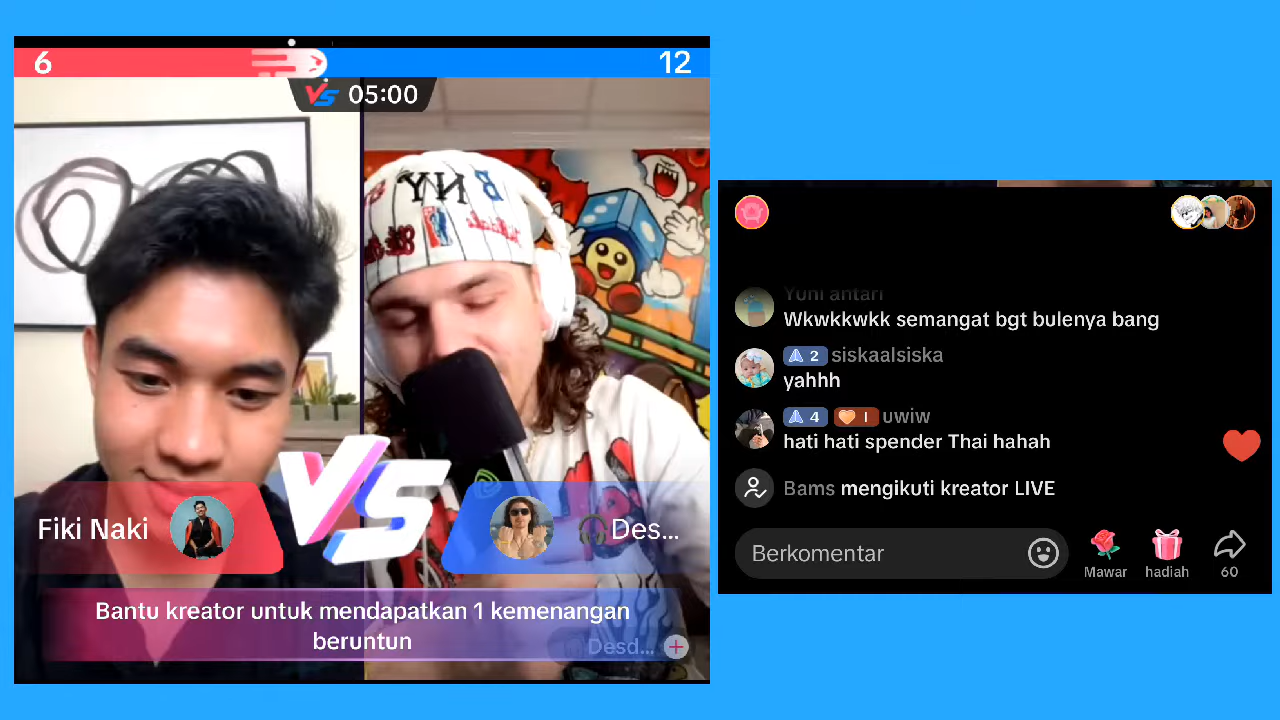 6
12
VS 05:00
NY
B
VS
Fiki Naki
Des...
Bantu kreator untuk mendapatkan 1 kemenangan
beruntun
Desd...
Yuni antari
Wkwkkwkk semangat bgt bulenya bang
2 siskaalsiska
yahhh
4 I uwiw
hati hati spender Thai hahah
Bams mengikuti kreator LIVE
Berkomentar
Mawar
hadiah
60